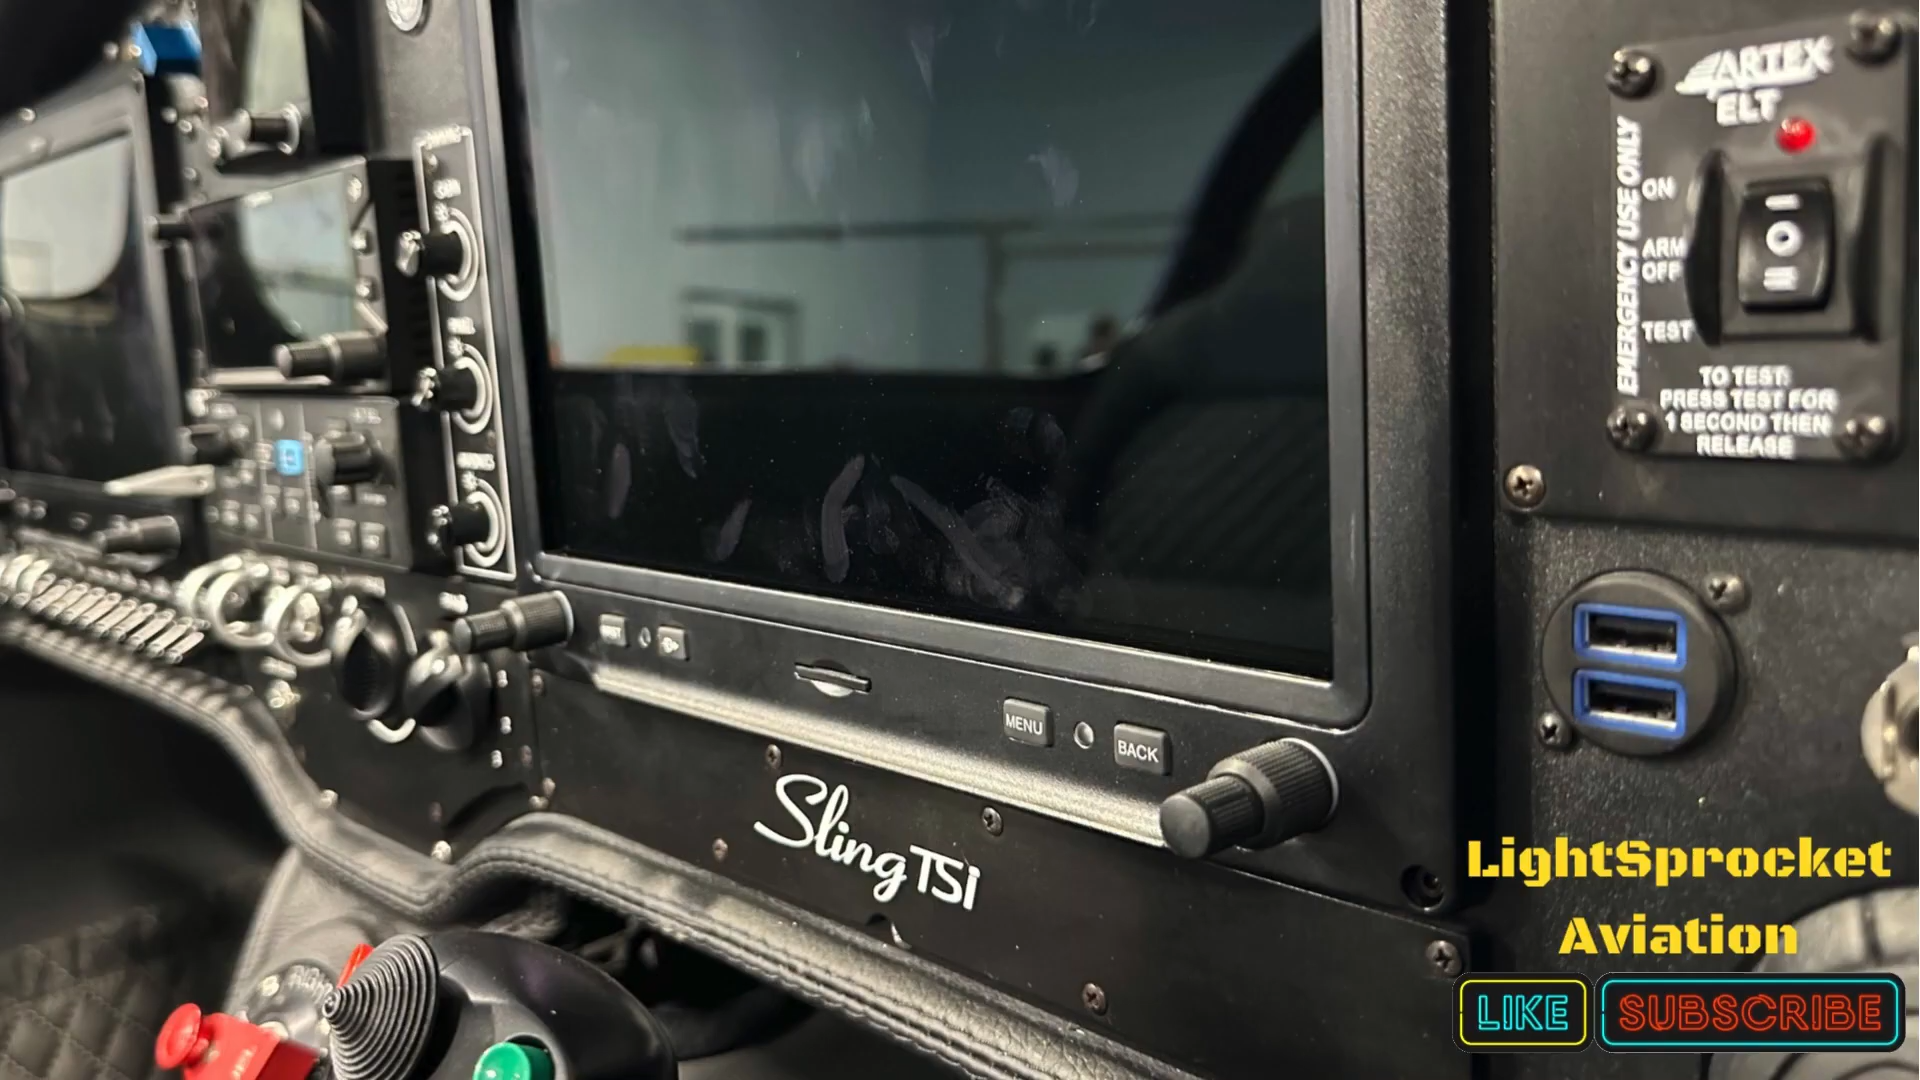 ARTEX
ELT
EMERGENCY USE ONLY
ON
ARM
OFF
TEST
TO TEST:
PRESS TEST FOR
1 SECOND THEN
RELEASE
MENU
BACK
Sling TSi
LightSprocket
Aviation
LIKE
SUBSCRIBE